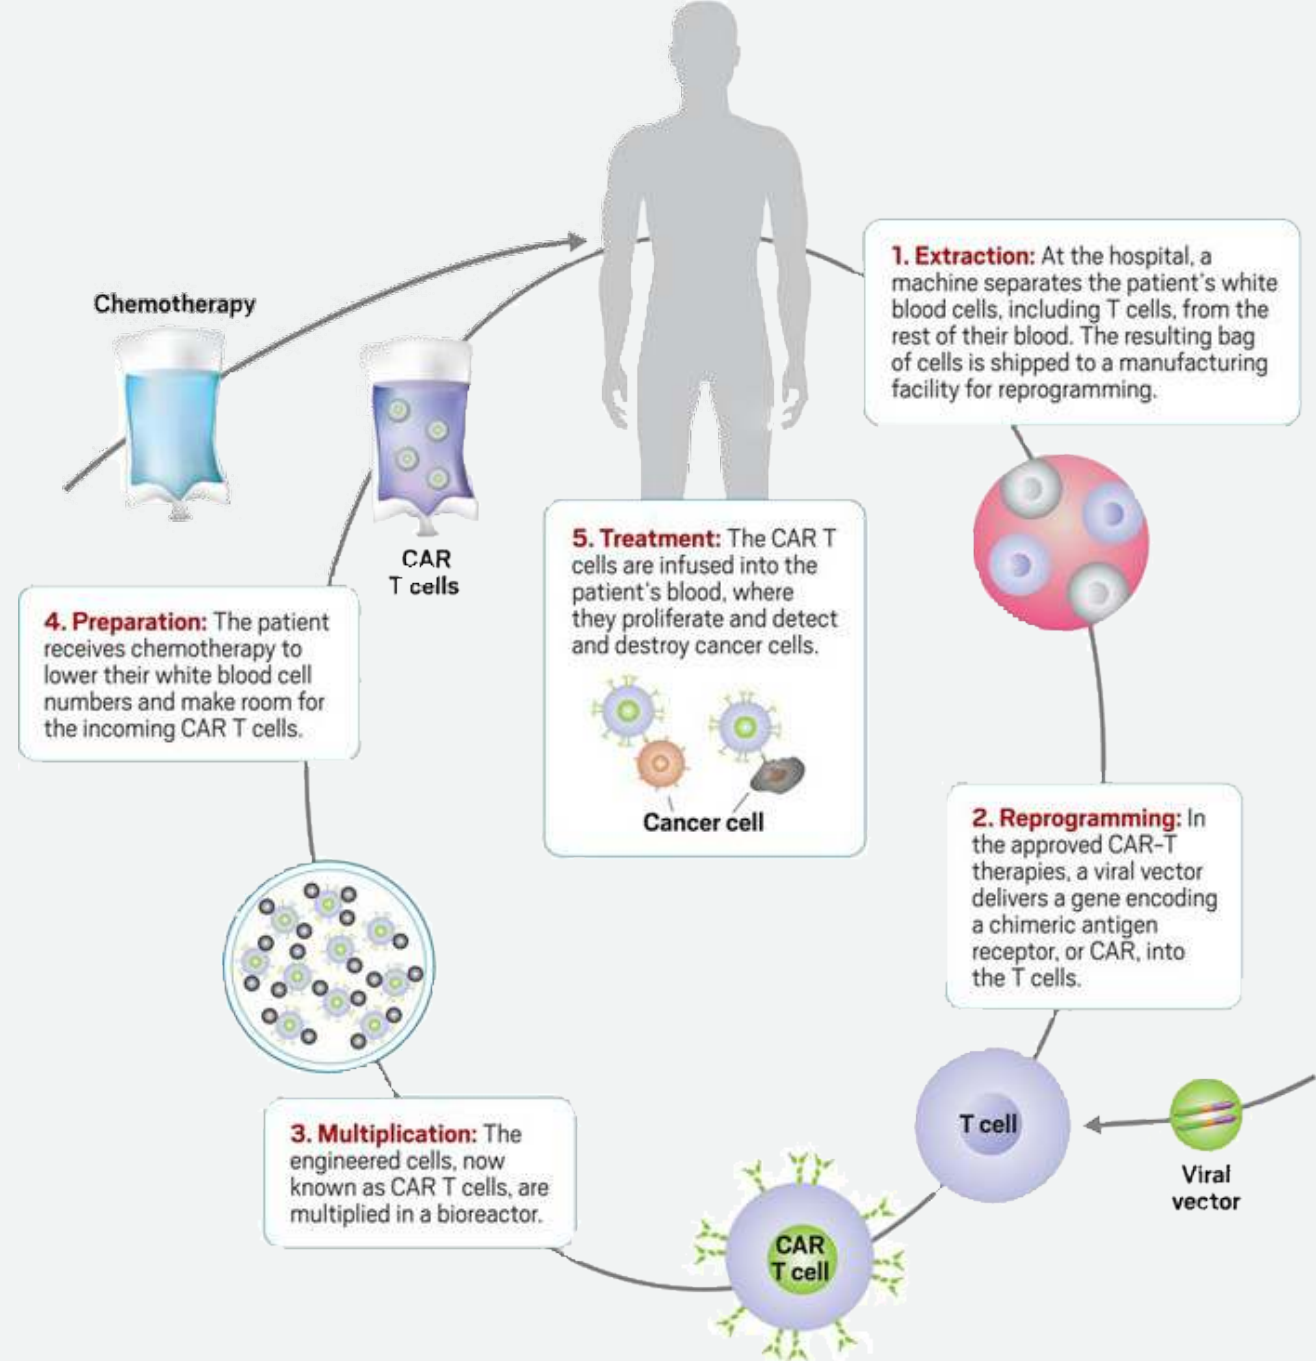 Chemotherapy
CAR
T cells
1. Extraction: At the hospital, a
machine separates the patient's white
blood cells, including T cells, from the
rest of their blood. The resulting bag
of cells is shipped to a manufacturing
facility for reprogramming.
2. Reprogramming: In
the approved CAR-T
therapies, a viral vector
delivers a gene encoding
a chimeric antigen
receptor, or CAR, into
the T cells.
T cell
Viral
vector
CAR
T cell
3. Multiplication: The
engineered cells, now
known as CAR T cells, are
multiplied in a bioreactor.
4. Preparation: The patient
receives chemotherapy to
lower their white blood cell
numbers and make room for
the incoming CAR T cells.
5. Treatment: The CAR T
cells are infused into the
patient's blood, where
they proliferate and detect
and destroy cancer cells.
Cancer cell